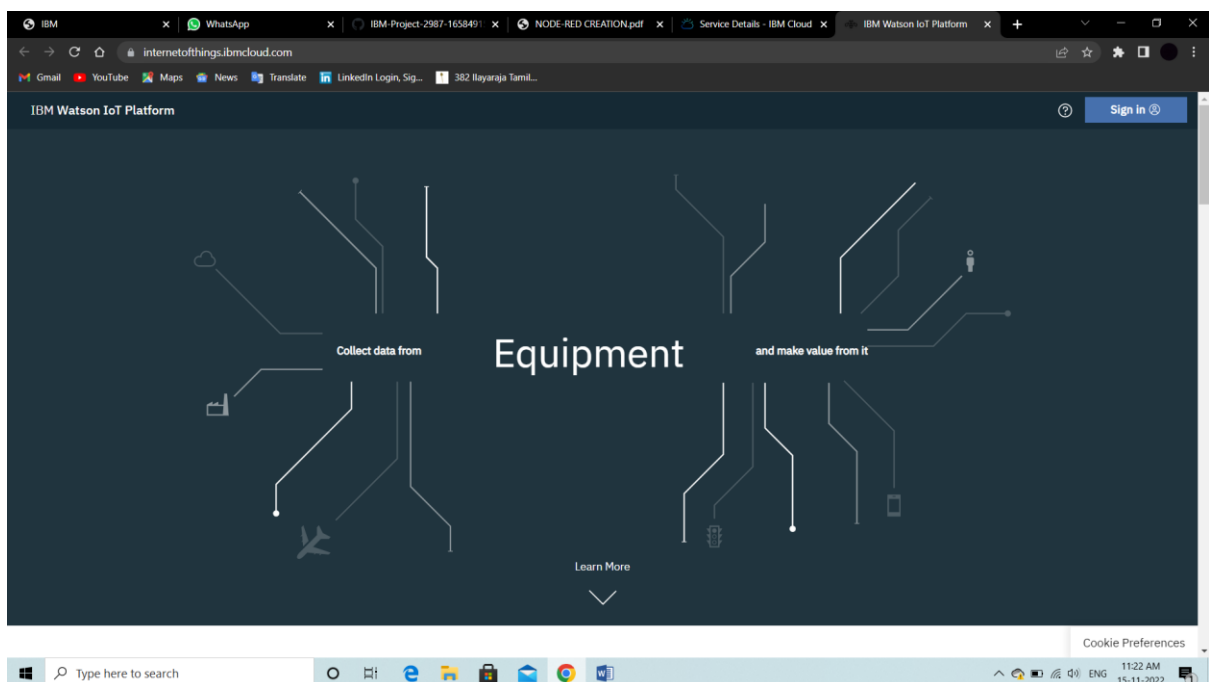 IBM
WhatsApp
IBM-Project-2987-1658491
NODE-RED CREATION.pdf
Service Details - IBM Cloud
IBM Watson IoT Platform
internetofthings.ibmcloud.com
Gmail
YouTube
Maps
News
Translate
LinkedIn Login, Sig...
382 Ilayaraja Tamil...
IBM Watson IoT Platform
Sign in
Collect data from
Equipment
and make value from it
Learn More
Cookie Preferences
Type here to search
ENG
11:22 AM
15-11-2022